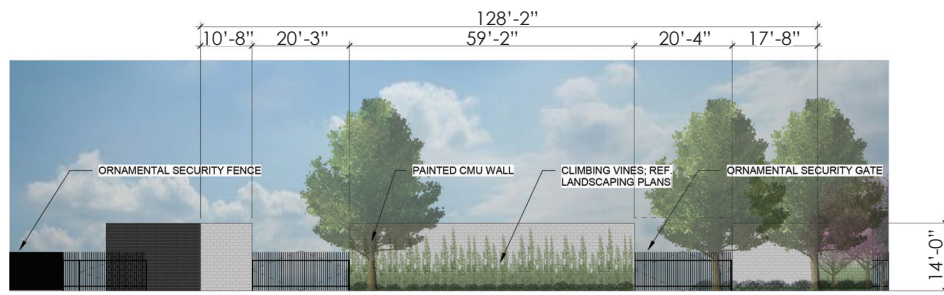 128'-2”
10'-8” 20'-3” 59'-2” 20'-4” 17'-8”
ORNAMENTAL SECURITY FENCE
PAINTED CMU WALL
CLIMBING VINES; REF.
LANDSCAPING PLANS
ORNAMENTAL SECURITY GATE
14'-0”